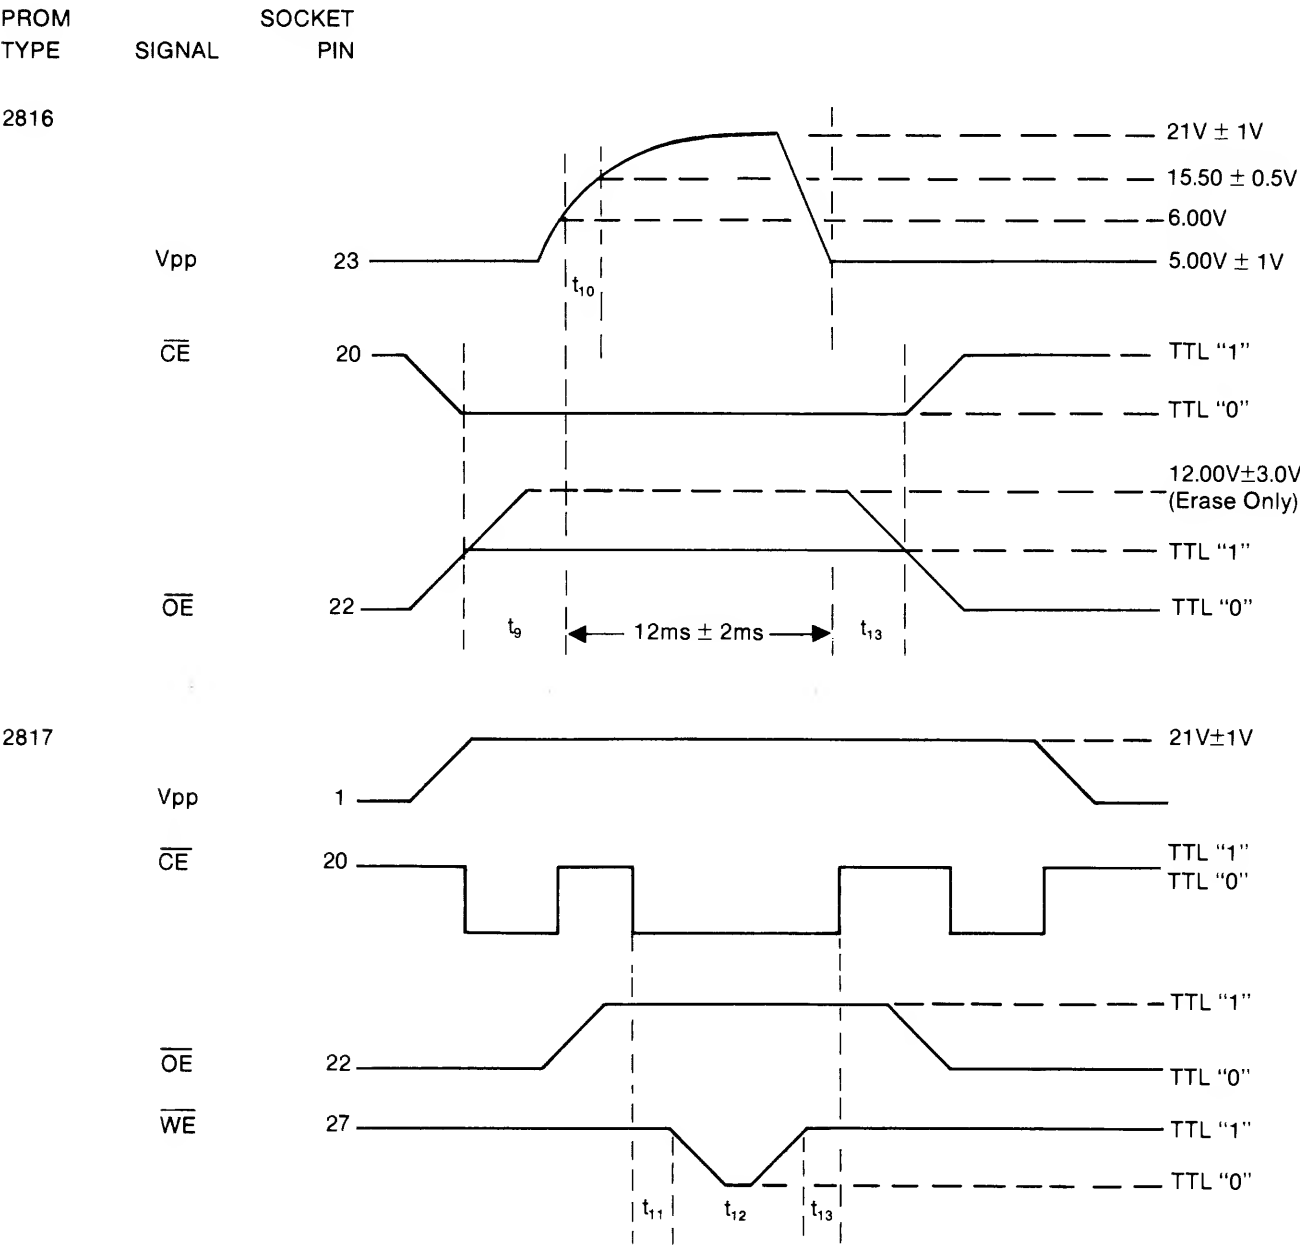 PROM SOCKET
TYPE SIGNAL PIN
2816
21V ± 1V
15.50 ± 0.5V
6.00V
Vpp 23 5.00V ± 1V
t10
CE 20 TTL “1”
TTL “0”
12.00V±3.0V
(Erase Only)
TTL “1”
OE 22 TTL “0”
t9 12ms ± 2ms t13
2817 21V±1V
Vpp 1
CE 20 TTL “1”
TTL “0”
TTL “1”
OE 22 TTL “0”
WE 27 TTL “1”
TTL “0”
t11 t12 t13